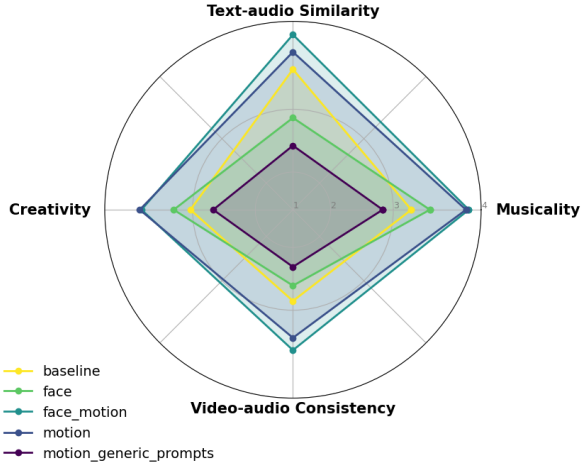 Text-audio Similarity
Creativity
1 2 3 4
Musicality
Video-audio Consistency
baseline
face
face_motion
motion
motion_generic_prompts